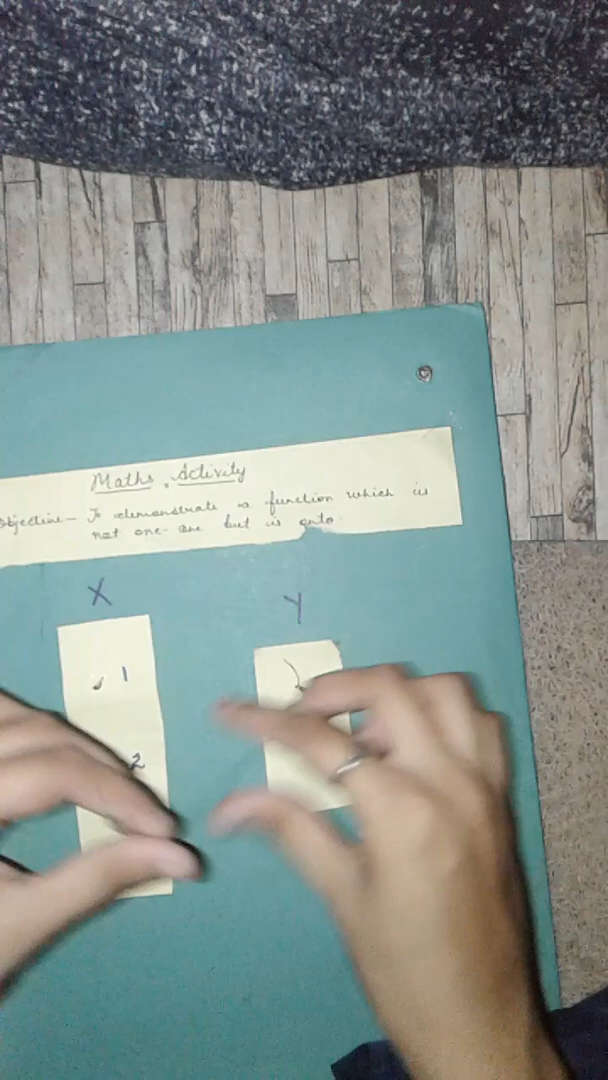 Maths Activity
Objective - To demonstrate a function which is
not one-one but is onto.
X Y
1
2